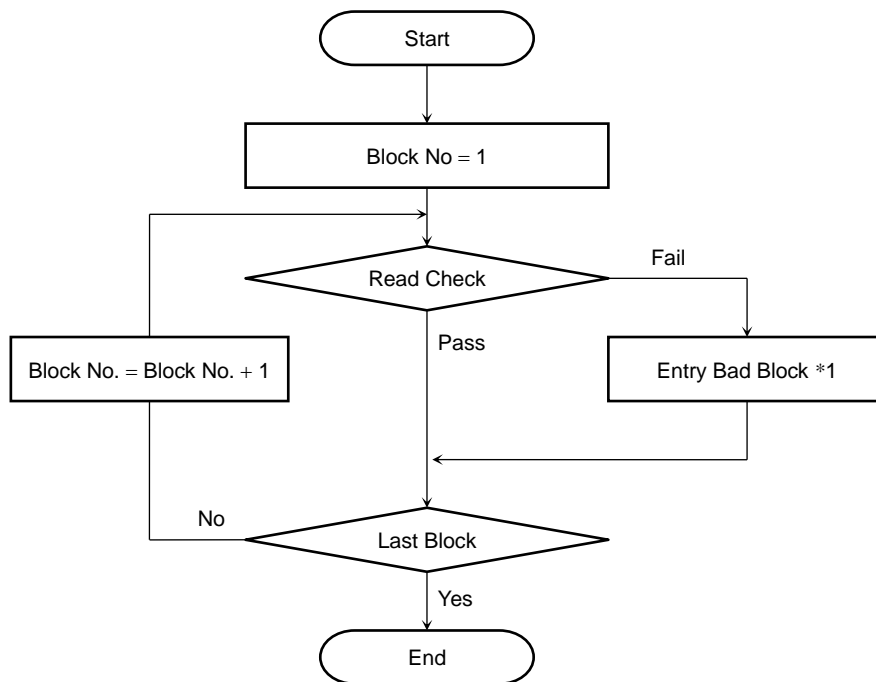 Start
Block No = 1
Read Check
Fail
Pass
Block No. = Block No. + 1
Entry Bad Block *1
No
Last Block
Yes
End